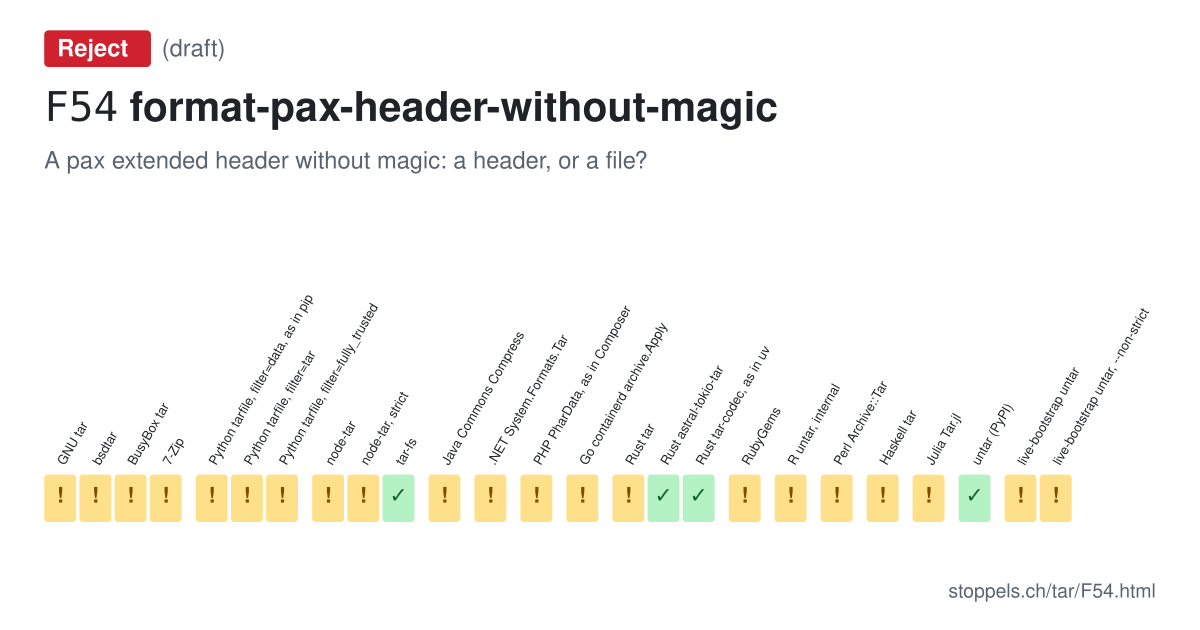 Reject (draft)
F54 format-pax-header-without-magic
A pax extended header without magic: a header, or a file?
GNU tar
bsdtar
BusyBox tar
7-Zip
Python tarfile, filter=data, as in pip
Python tarfile, filter=tar
Python tarfile, filter=fully_trusted
node-tar
node-tar, strict
tar-fs
Java Commons Compress
.NET System.Formats.Tar
PHP PharData, as in Composer
Go containerd archive.Apply
Rust tar
Rust astral-tokio-tar
Rust tar-codec, as in uv
RubyGems
R untar, internal
Perl Archive::Tar
Haskell tar
Julia Tar.jl
untar (PyPI)
live-bootstrap untar
live-bootstrap untar, --non-strict
! ! ! ! ! ! ! ! ! ✓ ! ! ! ! ! ✓ ✓ ! ! ! ! ! ✓ ! !
stoppels.ch/tar/F54.html